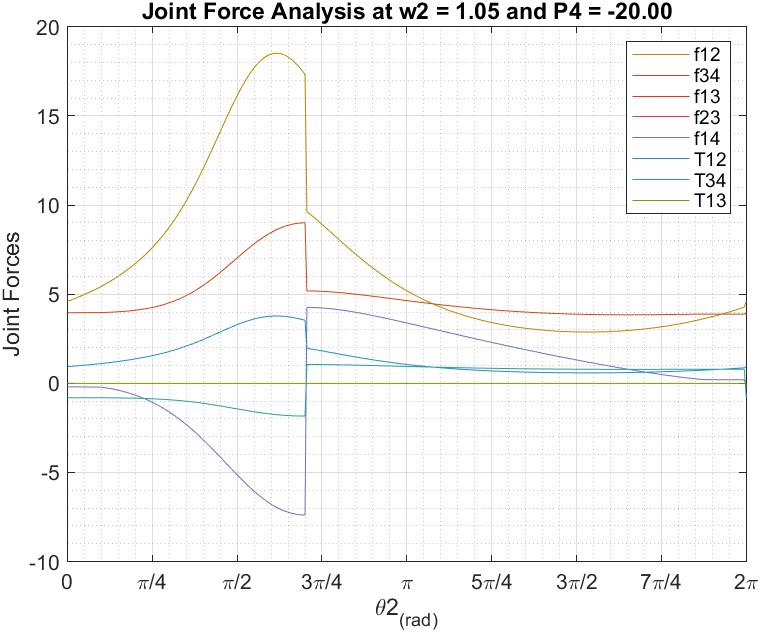 Joint Force Analysis at w2 = 1.05 and P4 = -20.00
20
15
10
5
0
-5
-10
Joint Forces
f12
f34
f13
f23
f14
T12
T34
T13
0 π/4 π/2 3π/4 π 5π/4 3π/2 7π/4 2π
θ2(rad)